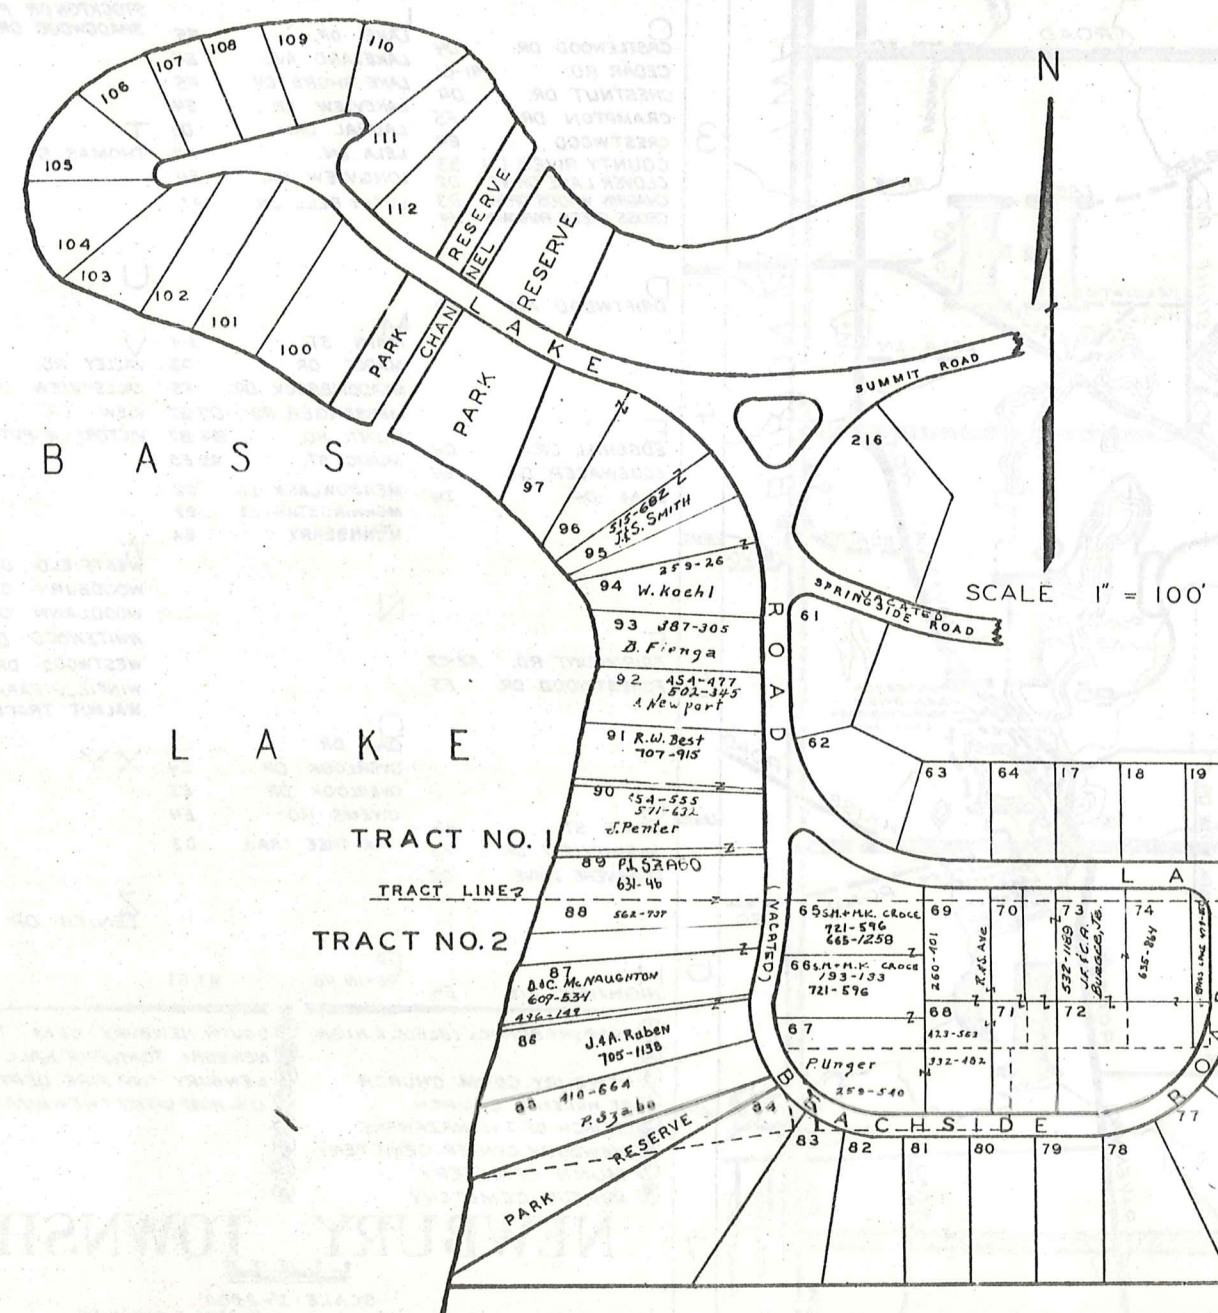 N
SCALE 1" = 100'
BASS
LAKE
TRACT NO. 1
TRACT LINE
TRACT NO. 2
105
106
107
108
109
110
111
112
104
103
102
101
100
RESERVE
CHANNEL
RESERVE
PARK
PARK
LAKE ROAD
(VACATED)
SUMMIT ROAD
216
VACATED
SPRINGSIDE ROAD
97
96
515-682
J.&S. SMITH
95
259-26
94 W. Koehl
93 387-305
B. Fienga
92 454-477
502-345
Newport
91 R.W. Best
707-915
90
571-632
J. Penter
89 P.I. SZABO
631-46
88 562-737
87
D.&C. McNAUGHTON
609-534
496-149
86
J.&A. Ruben
705-1138
85 410-664
P. Szabo
84
PARK RESERVE
61
62
63
64
17
18
19
LA
65 S.M. & M.K. CROCE
721-596
665-1258
66 S.M. & M.K. CROCE
193-133
721-596
67
P. Unger
259-540
69
260-401
70
R.&S. Ave
73
532-1189
J.F. & C.A.
Burgess, Jr.
74
635-864
68
423-563
332-482
71
72
BEACHSIDE RO
83
82
81
80
79
78
77